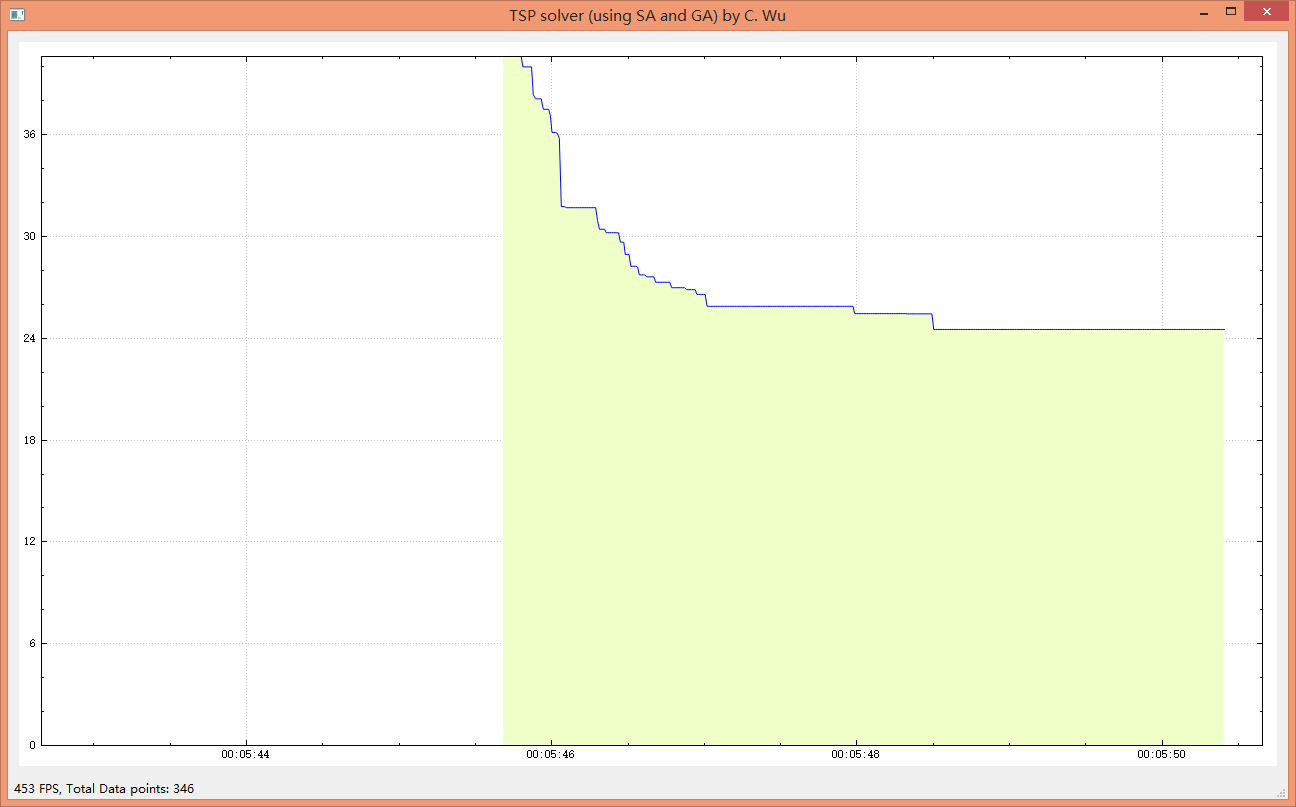 TSP solver (using SA and GA) by C. Wu
36
30
24
18
12
6
0
00:05:44 00:05:46 00:05:48 00:05:50
453 FPS, Total Data points: 346